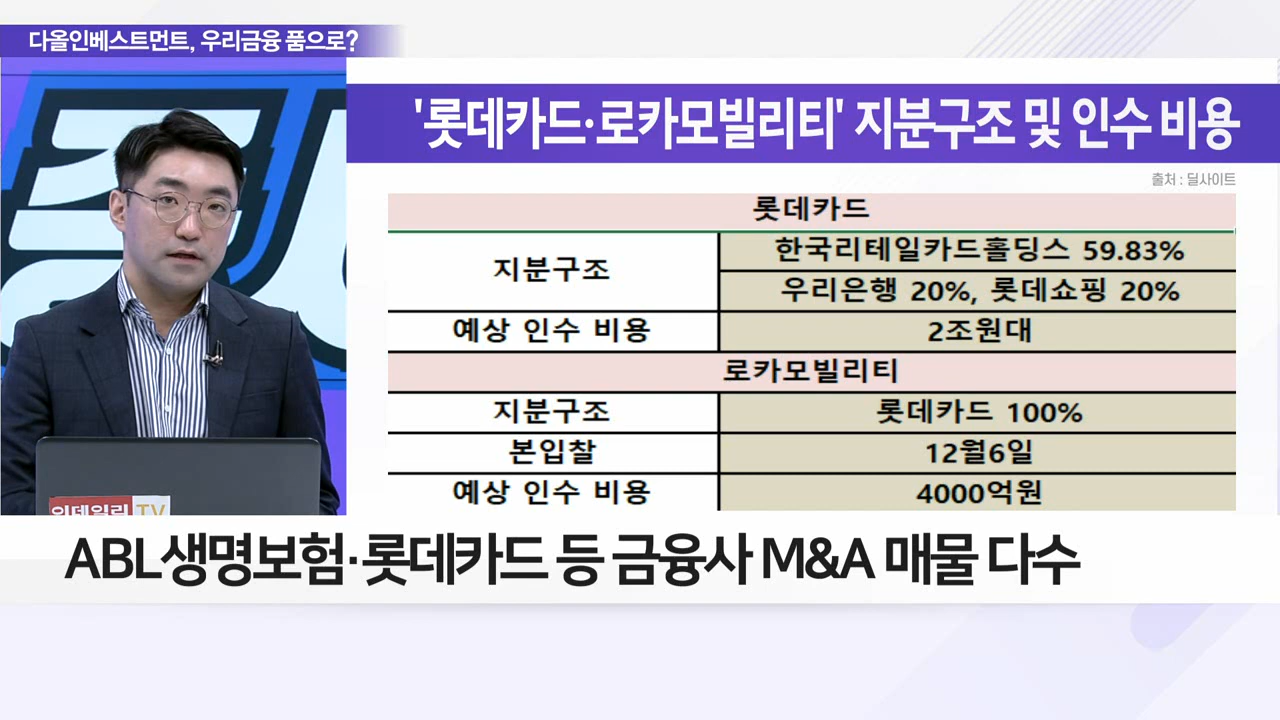 다올인베스트먼트, 우리금융 품으로?
'롯데카드·로카모빌리티' 지분구조 및 인수 비용
출처 : 딜사이트
롯데카드
지분구조
한국리테일카드홀딩스 59.83%
우리은행 20%, 롯데쇼핑 20%
예상 인수 비용
2조원대
로카모빌리티
지분구조
롯데카드 100%
본입찰
12월6일
예상 인수 비용
4000억원
이데일리 TV
ABL생명보험·롯데카드 등 금융사 M&A 매물 다수